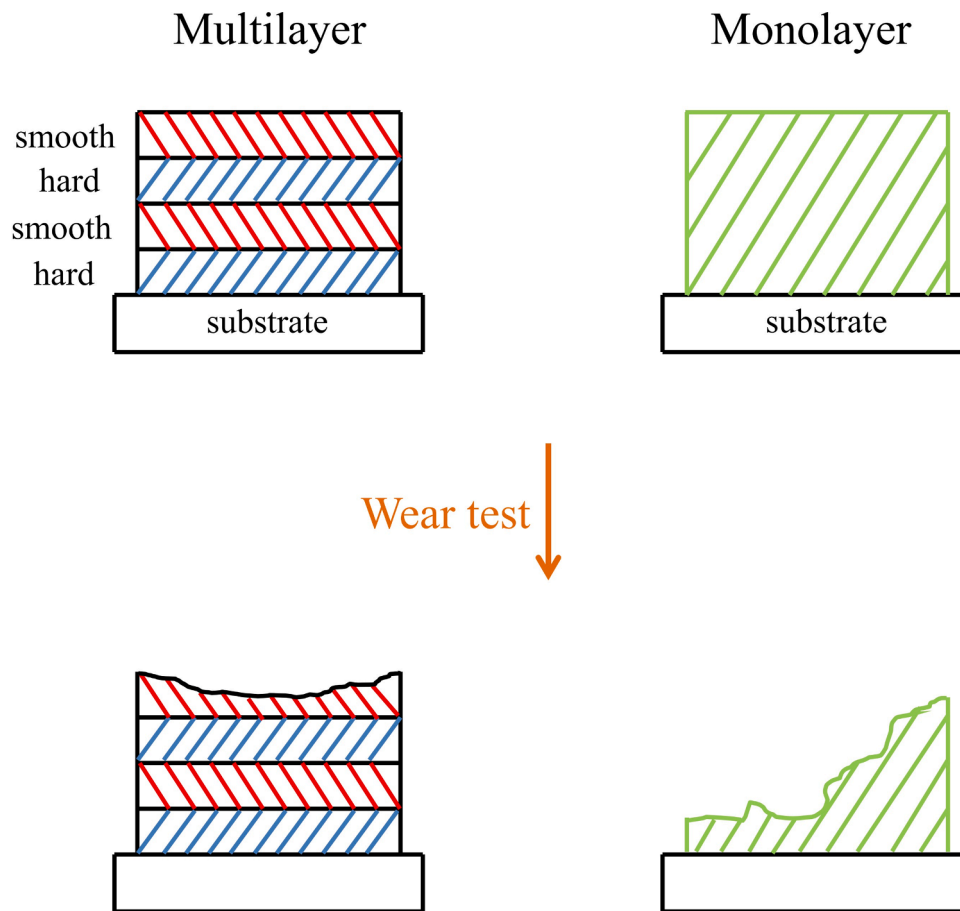 Multilayer
Monolayer
smooth
hard
smooth
hard
substrate
substrate
Wear test